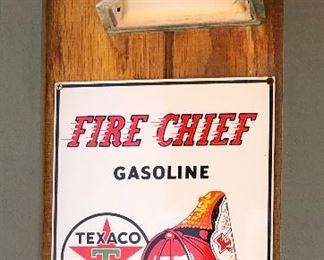 FIRE CHIEF
GASOLINE
TEXACO
T